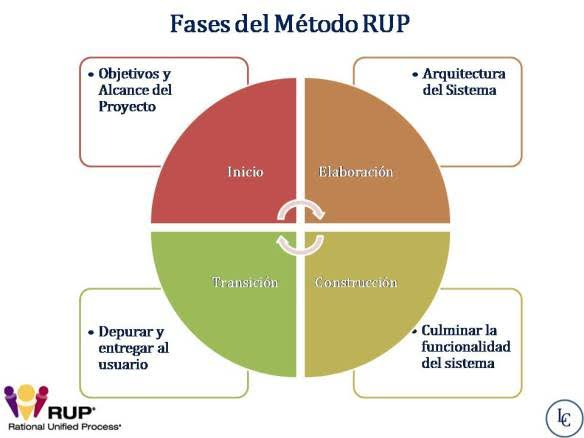 Fases del Método RUP
• Objetivos y
Alcance del
Proyecto
• Arquitectura
del Sistema
Inicio
Elaboración
Transición
Construcción
• Depurar y
entregar al
usuario
• Culminar la
funcionalidad
del sistema
RUP®
Rational Unified Process®
LC